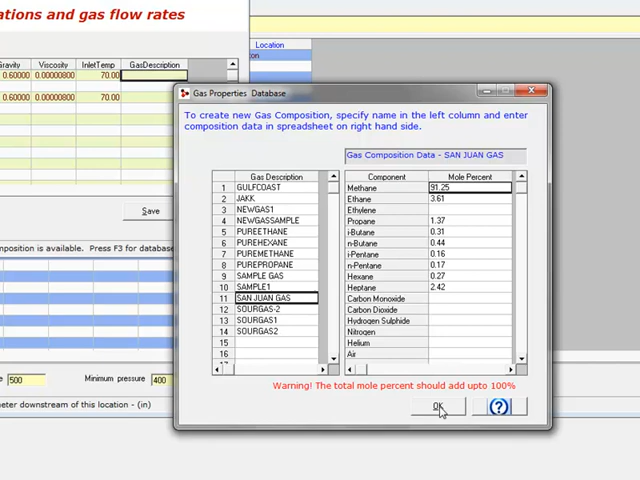 ations and gas flow rates
Gravity Viscosity InletTemp GasDescription
0.60000 0.00000800 70.00
0.60000 0.00000800 70.00
Location
Save
mposition is available. Press F3 for database
500 Minimum pressure 400
meter downstream of this location - (in)
Gas Properties Database
To create new Gas Composition, specify name in the left column and enter
composition data in spreadsheet on right hand side.
Gas Composition Data - SAN JUAN GAS
Gas Description
1 GULFCOAST
2 JAKK
3 NEWGAS1
4 NEWGASSAMPLE
5 PUREETHANE
6 PUREHEXANE
7 PUREMETHANE
8 PUREPROPANE
9 SAMPLE GAS
10 SAMPLE1
11 SAN JUAN GAS
12 SOURGAS-2
13 SOURGAS1
14 SOURGAS2
15
16
17
Component Mole Percent
Methane 91.25
Ethane 3.61
Ethylene
Propane 1.37
i-Butane 0.31
n-Butane 0.44
i-Pentane 0.16
n-Pentane 0.17
Hexane 0.27
Heptane 2.42
Carbon Monoxide
Carbon Dioxide
Hydrogen Sulphide
Nitrogen
Helium
Air
Warning! The total mole percent should add upto 100%
OK ?